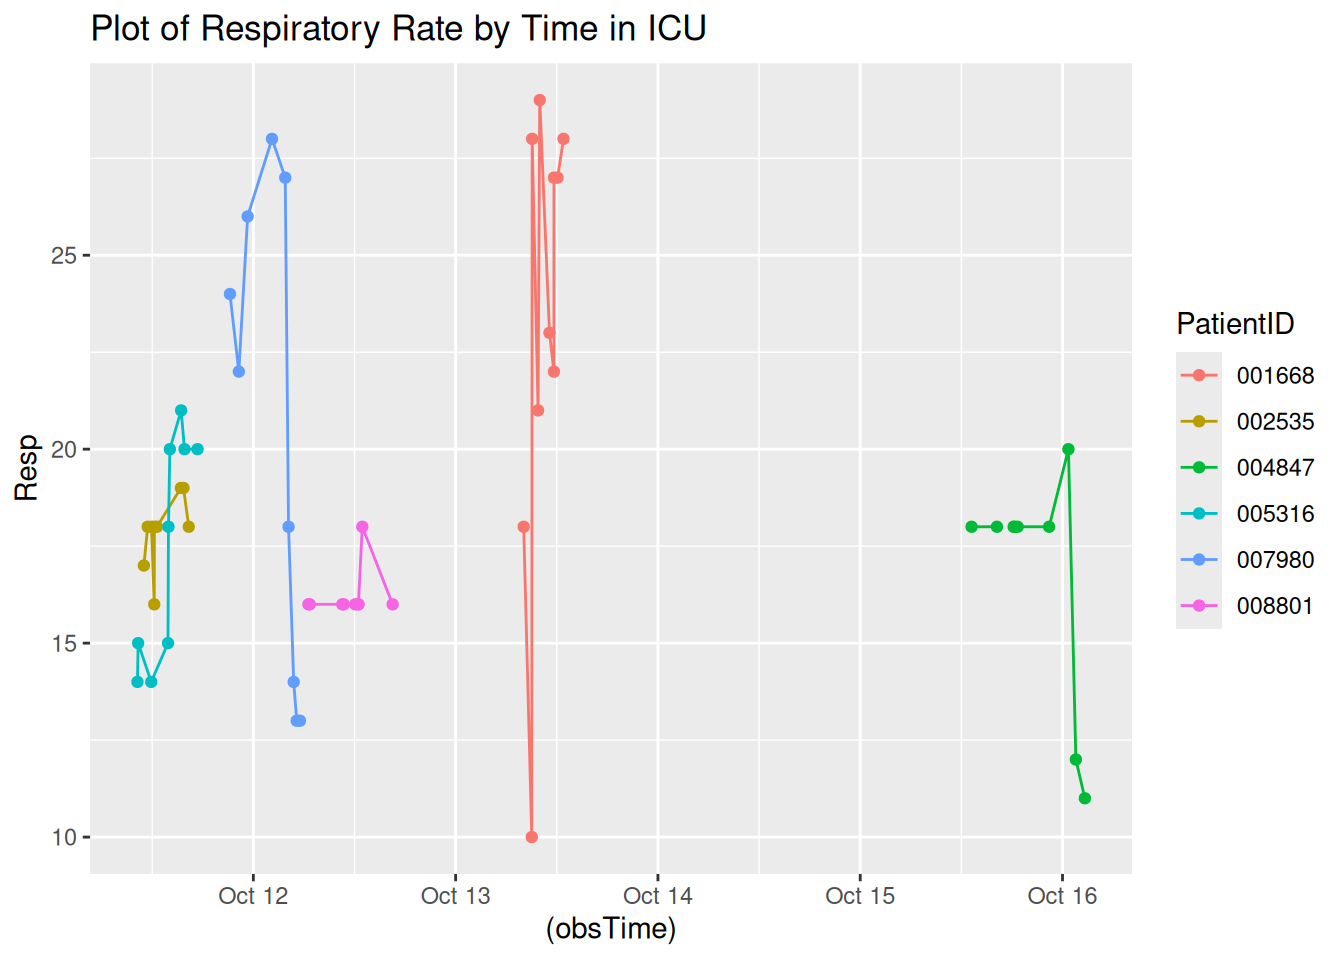 Plot of Respiratory Rate by Time in ICU
Resp
25
20
15
10
Oct 12
Oct 13
Oct 14
Oct 15
Oct 16
(obsTime)
PatientID
001668
002535
004847
005316
007980
008801